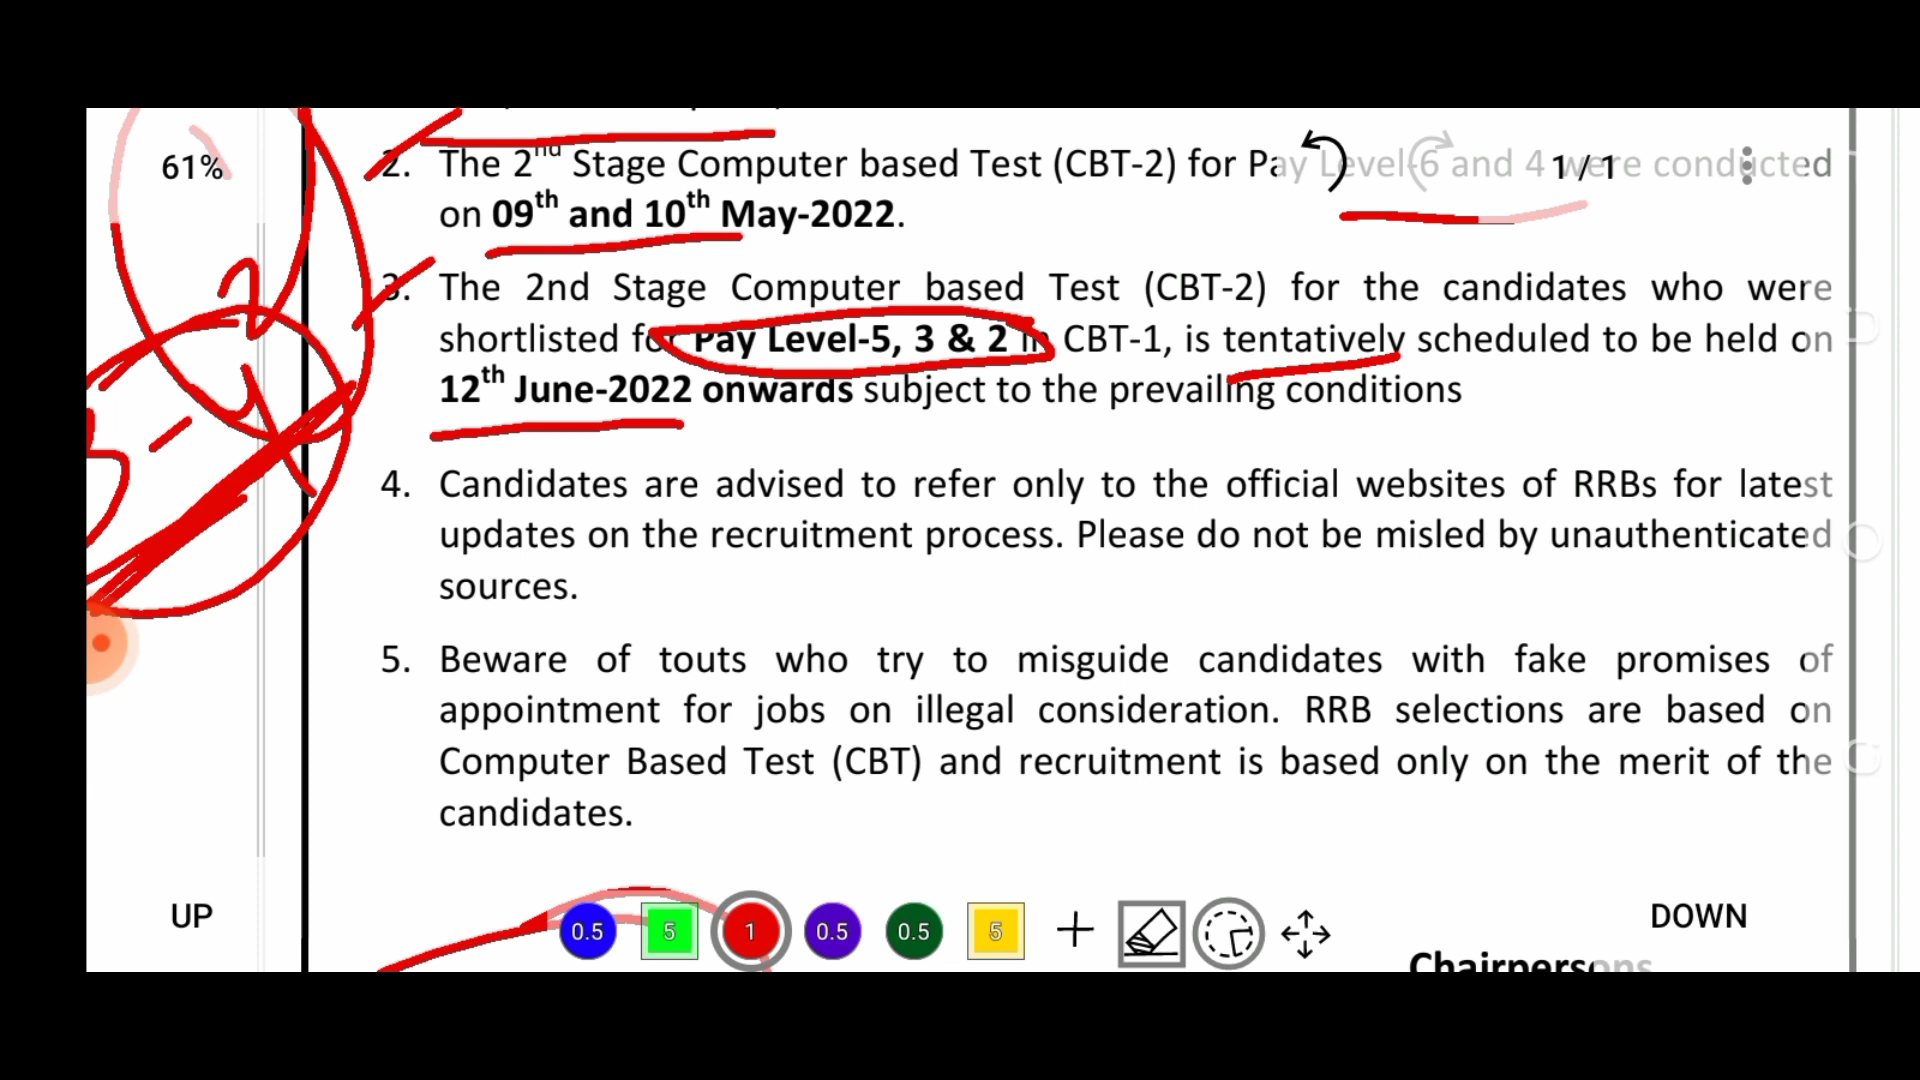 61%
1 / 1
2. The 2nd Stage Computer based Test (CBT-2) for Pay Level-6 and 4 were conducted
on 09th and 10th May-2022.
3. The 2nd Stage Computer based Test (CBT-2) for the candidates who were
shortlisted for Pay Level-5, 3 & 2 in CBT-1, is tentatively scheduled to be held on
12th June-2022 onwards subject to the prevailing conditions
4. Candidates are advised to refer only to the official websites of RRBs for latest
updates on the recruitment process. Please do not be misled by unauthenticated
sources.
5. Beware of touts who try to misguide candidates with fake promises of
appointment for jobs on illegal consideration. RRB selections are based on
Computer Based Test (CBT) and recruitment is based only on the merit of the
candidates.
UP
0.5 5 1 0.5 0.5 5
DOWN
Chairpersons